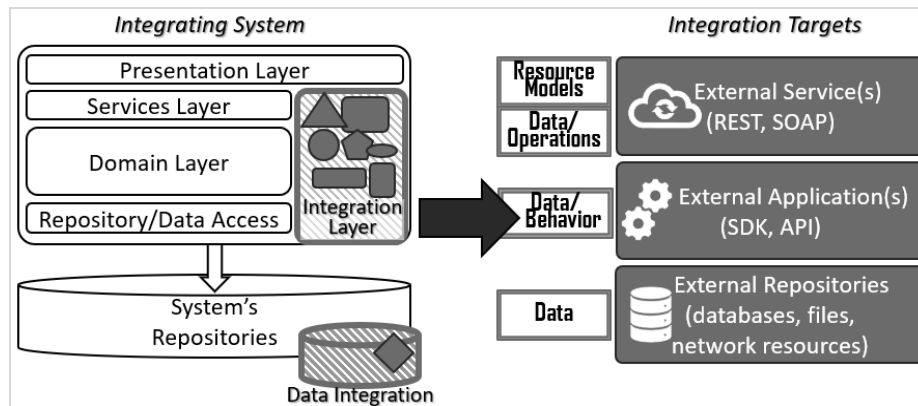 Integrating System
Presentation Layer
Services Layer
Domain Layer
Repository/Data Access
Integration
Layer
System's
Repositories
Data Integration
Integration Targets
Resource
Models
Data/
Operations
External Service(s)
(REST, SOAP)
Data/
Behavior
External Application(s)
(SDK, API)
Data
External Repositories
(databases, files,
network resources)